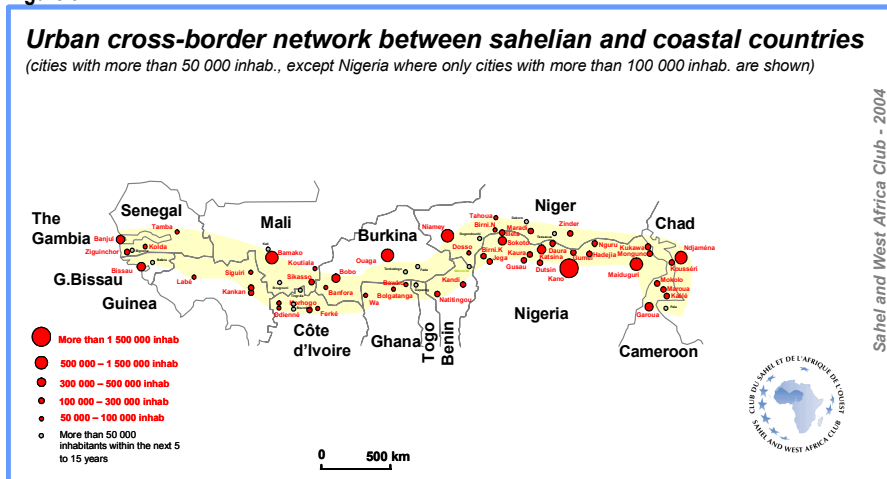 Urban cross-border network between sahelian and coastal countries
(cities with more than 50 000 inhab., except Nigeria where only cities with more than 100 000 inhab. are shown)
Sahel and West Africa Club - 2004
Senegal
The
Gambia
Banjul
Tamba
Kolda
Ziguinchor
Bissau
G.Bissau
Guinea
Labe
Mali
Bamako
Koutiala
Siguiri
Sikasso
Kankan
Odienné
Korhogo
Ferké
Côte
d'Ivoire
Burkina
Ouaga
Bobo
Banfora
Wa
Bolgatanga
Ghana
Togo
Benin
Natitingou
Kandi
Niger
Niamey
Dosso
Tahoua
Birni.N
Maradi
Zinder
Sokoto
Birni.K
Jega
Kaura
Gusau
Daura
Katsina
Dutsin
Kano
Nguru
Hadejia
Nigeria
Chad
Kukawa
Monguno
Maiduguri
Ndjaména
Kousséri
Mokolo
Maroua
Kaélé
Garoua
Cameroon
More than 1 500 000 inhab
500 000 – 1 500 000 inhab
300 000 – 500 000 inhab
100 000 – 300 000 inhab
50 000 – 100 000 inhab
More than 50 000
inhabitants within the next 5
to 15 years
0 500 km
CLUB DU SAHEL ET DE L'AFRIQUE DE L'OUEST
SAHEL AND WEST AFRICA CLUB